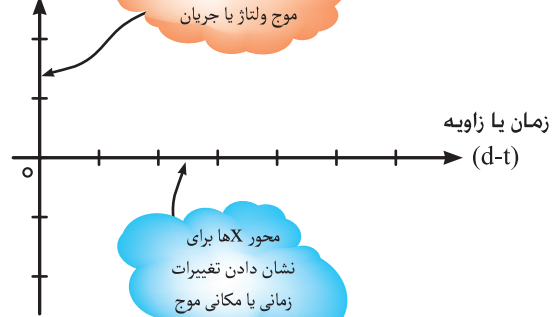 موج ولتاژ یا جریان
زمان یا زاویه
(d-t)
o
محور Xها برای
نشان دادن تغییرات
زمانی یا مکانی موج